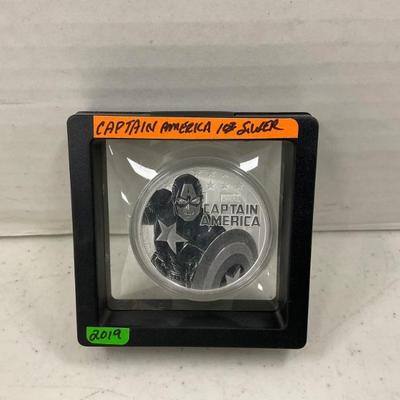 CAPTAIN AMERICA 1oz SILVER
CAPTAIN
AMERICA
2019